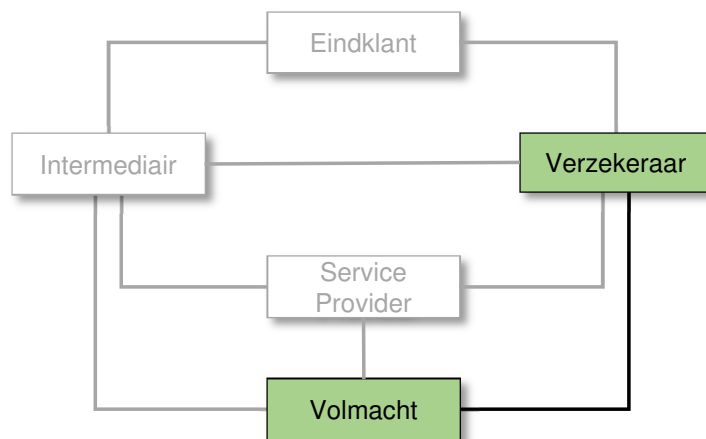 Eindklant
Intermediair
Verzekeraar
Service
Provider
Volmacht